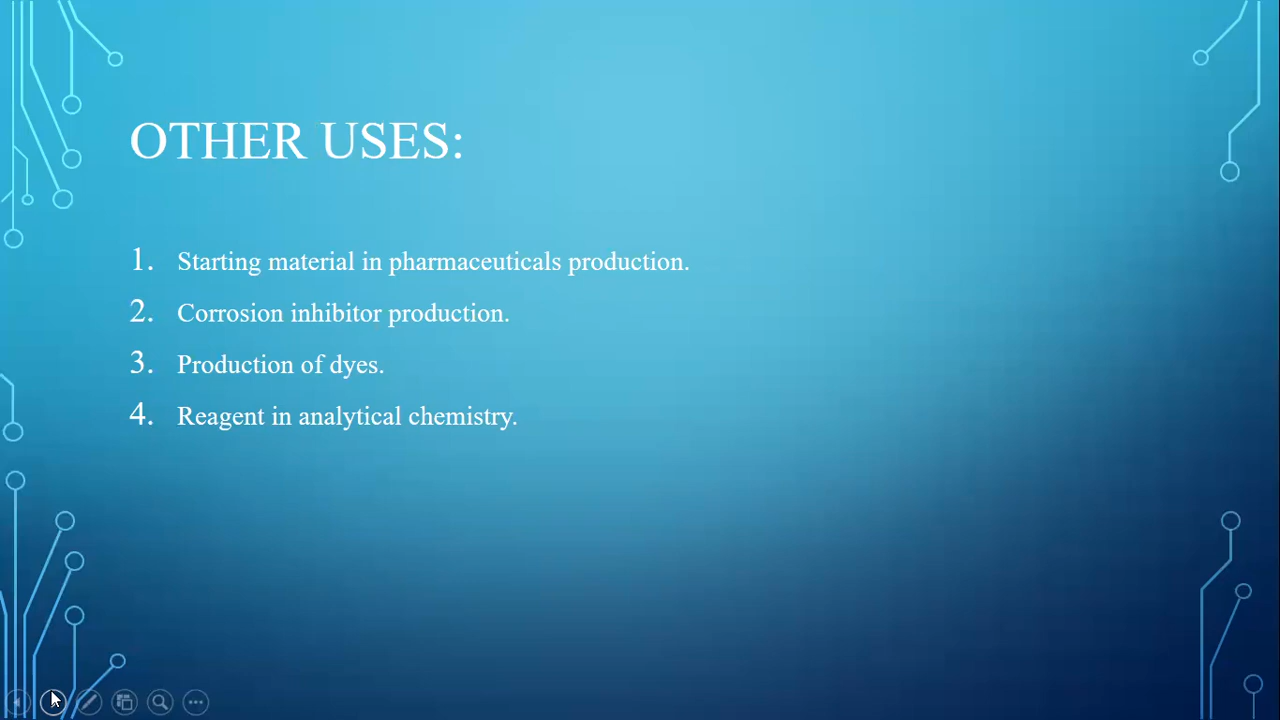 OTHER USES:
1. Starting material in pharmaceuticals production.
2. Corrosion inhibitor production.
3. Production of dyes.
4. Reagent in analytical chemistry.